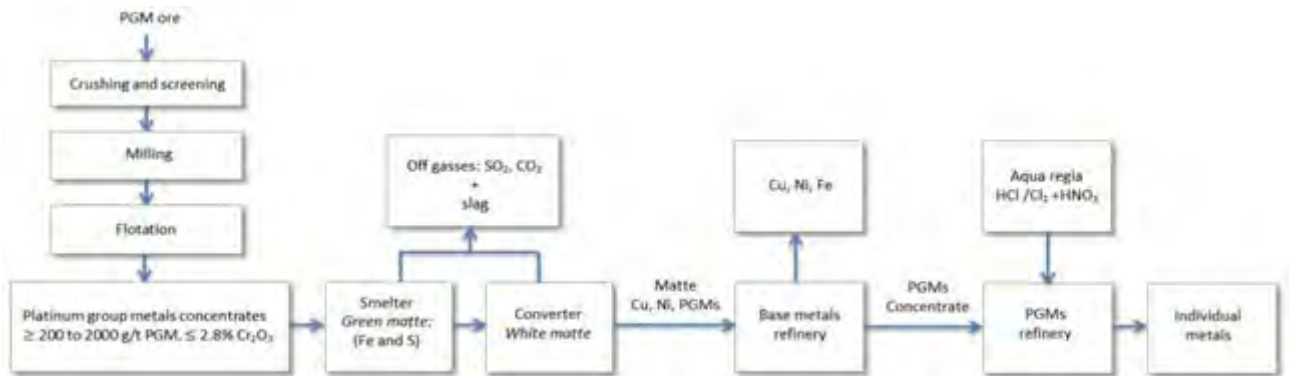 PGM ore
Crushing and screening
Milling
Flotation
Platinum group metals concentrates
≥ 200 to 2000 g/t PGM, ≤ 2.8% Cr₂O₃
Off gasses: SO₂, CO₂
+
slag
Smelter
Green matte;
(Fe and S)
Converter
White matte
Matte
Cu, Ni, PGMs
Cu, Ni, Fe
Base metals
refinery
PGMs
Concentrate
Aqua regia
HCl /Cl₂ +HNO₃
PGMs
refinery
Individual
metals